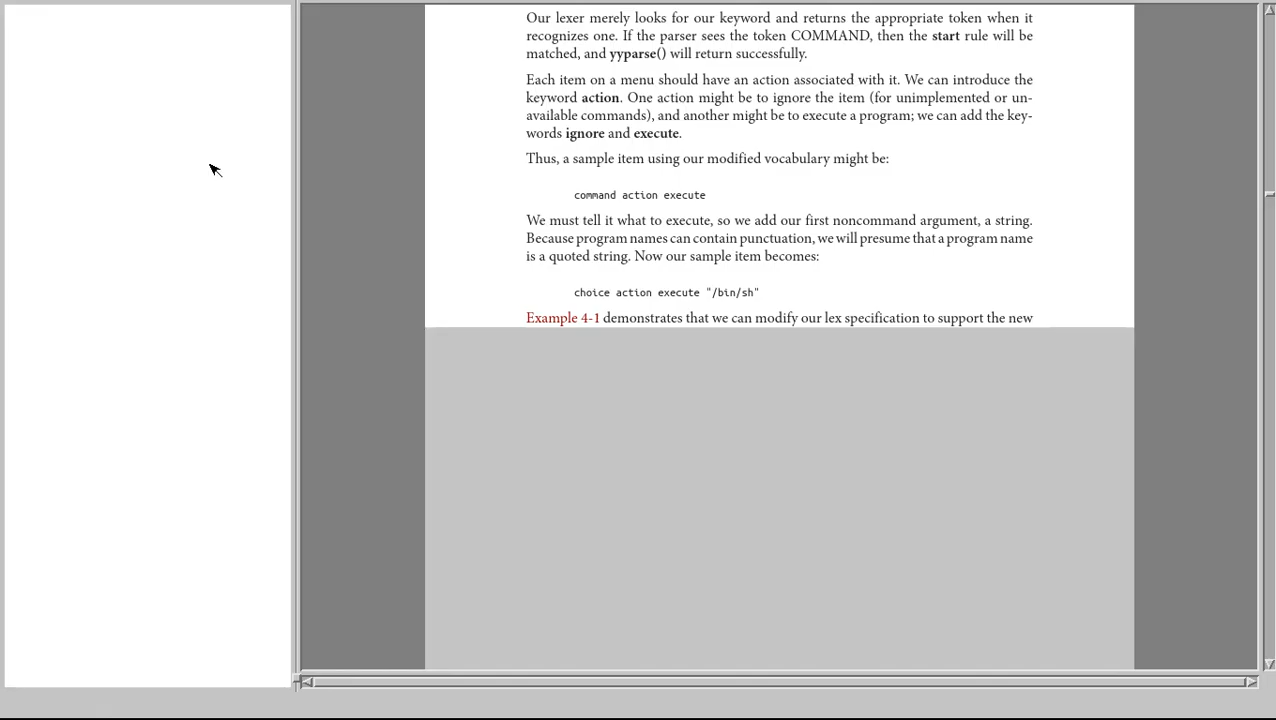 Our lexer merely looks for our keyword and returns the appropriate token when it
recognizes one. If the parser sees the token COMMAND, then the start rule will be
matched, and yyparse() will return successfully.
Each item on a menu should have an action associated with it. We can introduce the
keyword action. One action might be to ignore the item (for unimplemented or un-
available commands), and another might be to execute a program; we can add the key-
words ignore and execute.
Thus, a sample item using our modified vocabulary might be:
command action execute
We must tell it what to execute, so we add our first noncommand argument, a string.
Because program names can contain punctuation, we will presume that a program name
is a quoted string. Now our sample item becomes:
choice action execute "/bin/sh"
Example 4-1 demonstrates that we can modify our lex specification to support the new